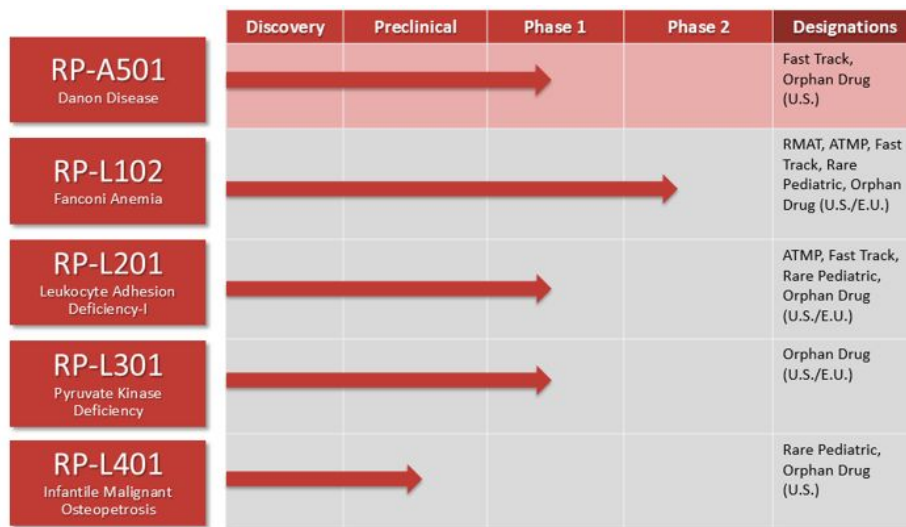 Discovery Preclinical Phase 1 Phase 2 Designations
RP-A501
Danon Disease
Fast Track,
Orphan Drug
(U.S.)
RP-L102
Fanconi Anemia
RMAT, ATMP, Fast
Track, Rare
Pediatric, Orphan
Drug (U.S./E.U.)
RP-L201
Leukocyte Adhesion
Deficiency-I
ATMP, Fast Track,
Rare Pediatric,
Orphan Drug
(U.S./E.U.)
RP-L301
Pyruvate Kinase
Deficiency
Orphan Drug
(U.S./E.U.)
RP-L401
Infantile Malignant
Osteopetrosis
Rare Pediatric,
Orphan Drug
(U.S.)